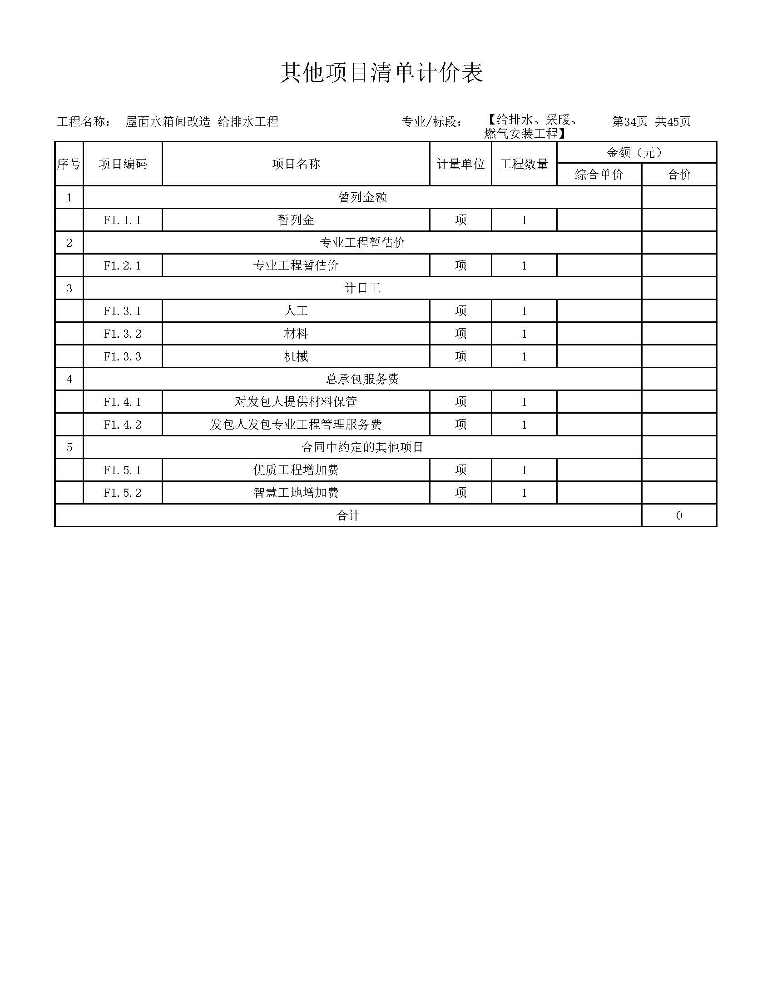 其他项目清单计价表
工程名称： 屋面水箱间改造 给排水工程 专业/标段： 【给排水、采暖、燃气安装工程】 第34页 共45页
序号 项目编码 项目名称 计量单位 工程数量 金额（元）
综合单价 合价
1 暂列金额
F1.1.1 暂列金 项 1
2 专业工程暂估价
F1.2.1 专业工程暂估价 项 1
3 计日工
F1.3.1 人工 项 1
F1.3.2 材料 项 1
F1.3.3 机械 项 1
4 总承包服务费
F1.4.1 对发包人提供材料保管 项 1
F1.4.2 发包人发包专业工程管理服务费 项 1
5 合同中约定的其他项目
F1.5.1 优质工程增加费 项 1
F1.5.2 智慧工地增加费 项 1
合计 0